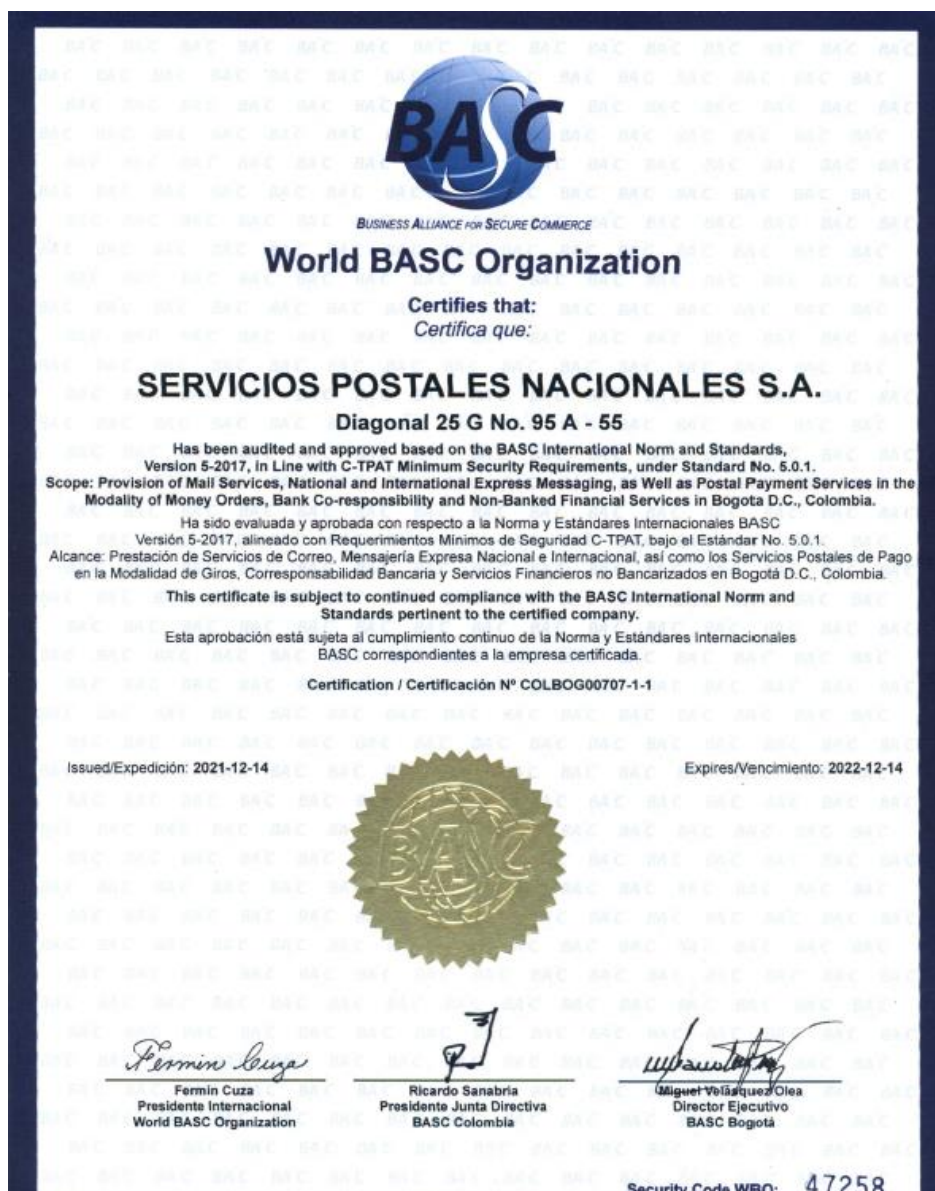 BASC
BUSINESS ALLIANCE FOR SECURE COMMERCE
World BASC Organization
Certifies that:
Certifica que:
SERVICIOS POSTALES NACIONALES S.A.
Diagonal 25 G No. 95 A - 55
Has been audited and approved based on the BASC International Norm and Standards,
Version 5-2017, in Line with C-TPAT Minimum Security Requirements, under Standard No. 5.0.1.
Scope: Provision of Mail Services, National and International Express Messaging, as Well as Postal Payment Services in the
Modality of Money Orders, Bank Co-responsibility and Non-Banked Financial Services in Bogota D.C., Colombia.
Ha sido evaluada y aprobada con respecto a la Norma y Estándares Internacionales BASC
Versión 5-2017, alineado con Requerimientos Mínimos de Seguridad C-TPAT, bajo el Estándar No. 5.0.1.
Alcance: Prestación de Servicios de Correo, Mensajería Expresa Nacional e Internacional, así como los Servicios Postales de Pago
en la Modalidad de Giros, Corresponsabilidad Bancaria y Servicios Financieros no Bancarizados en Bogotá D.C., Colombia.
This certificate is subject to continued compliance with the BASC International Norm and
Standards pertinent to the certified company.
Esta aprobación está sujeta al cumplimiento continuo de la Norma y Estándares Internacionales
BASC correspondientes a la empresa certificada.
Certification / Certificación Nº COLBOG00707-1-1
Issued/Expedición: 2021-12-14
Expires/Vencimiento: 2022-12-14
BASC
Fermin Cuza
Fermin Cuza
Presidente Internacional
World BASC Organization
Ricardo Sanabria
Presidente Junta Directiva
BASC Colombia
Miguel Velásquez Olea
Director Ejecutivo
BASC Bogotá
Security Code WBO: 47258